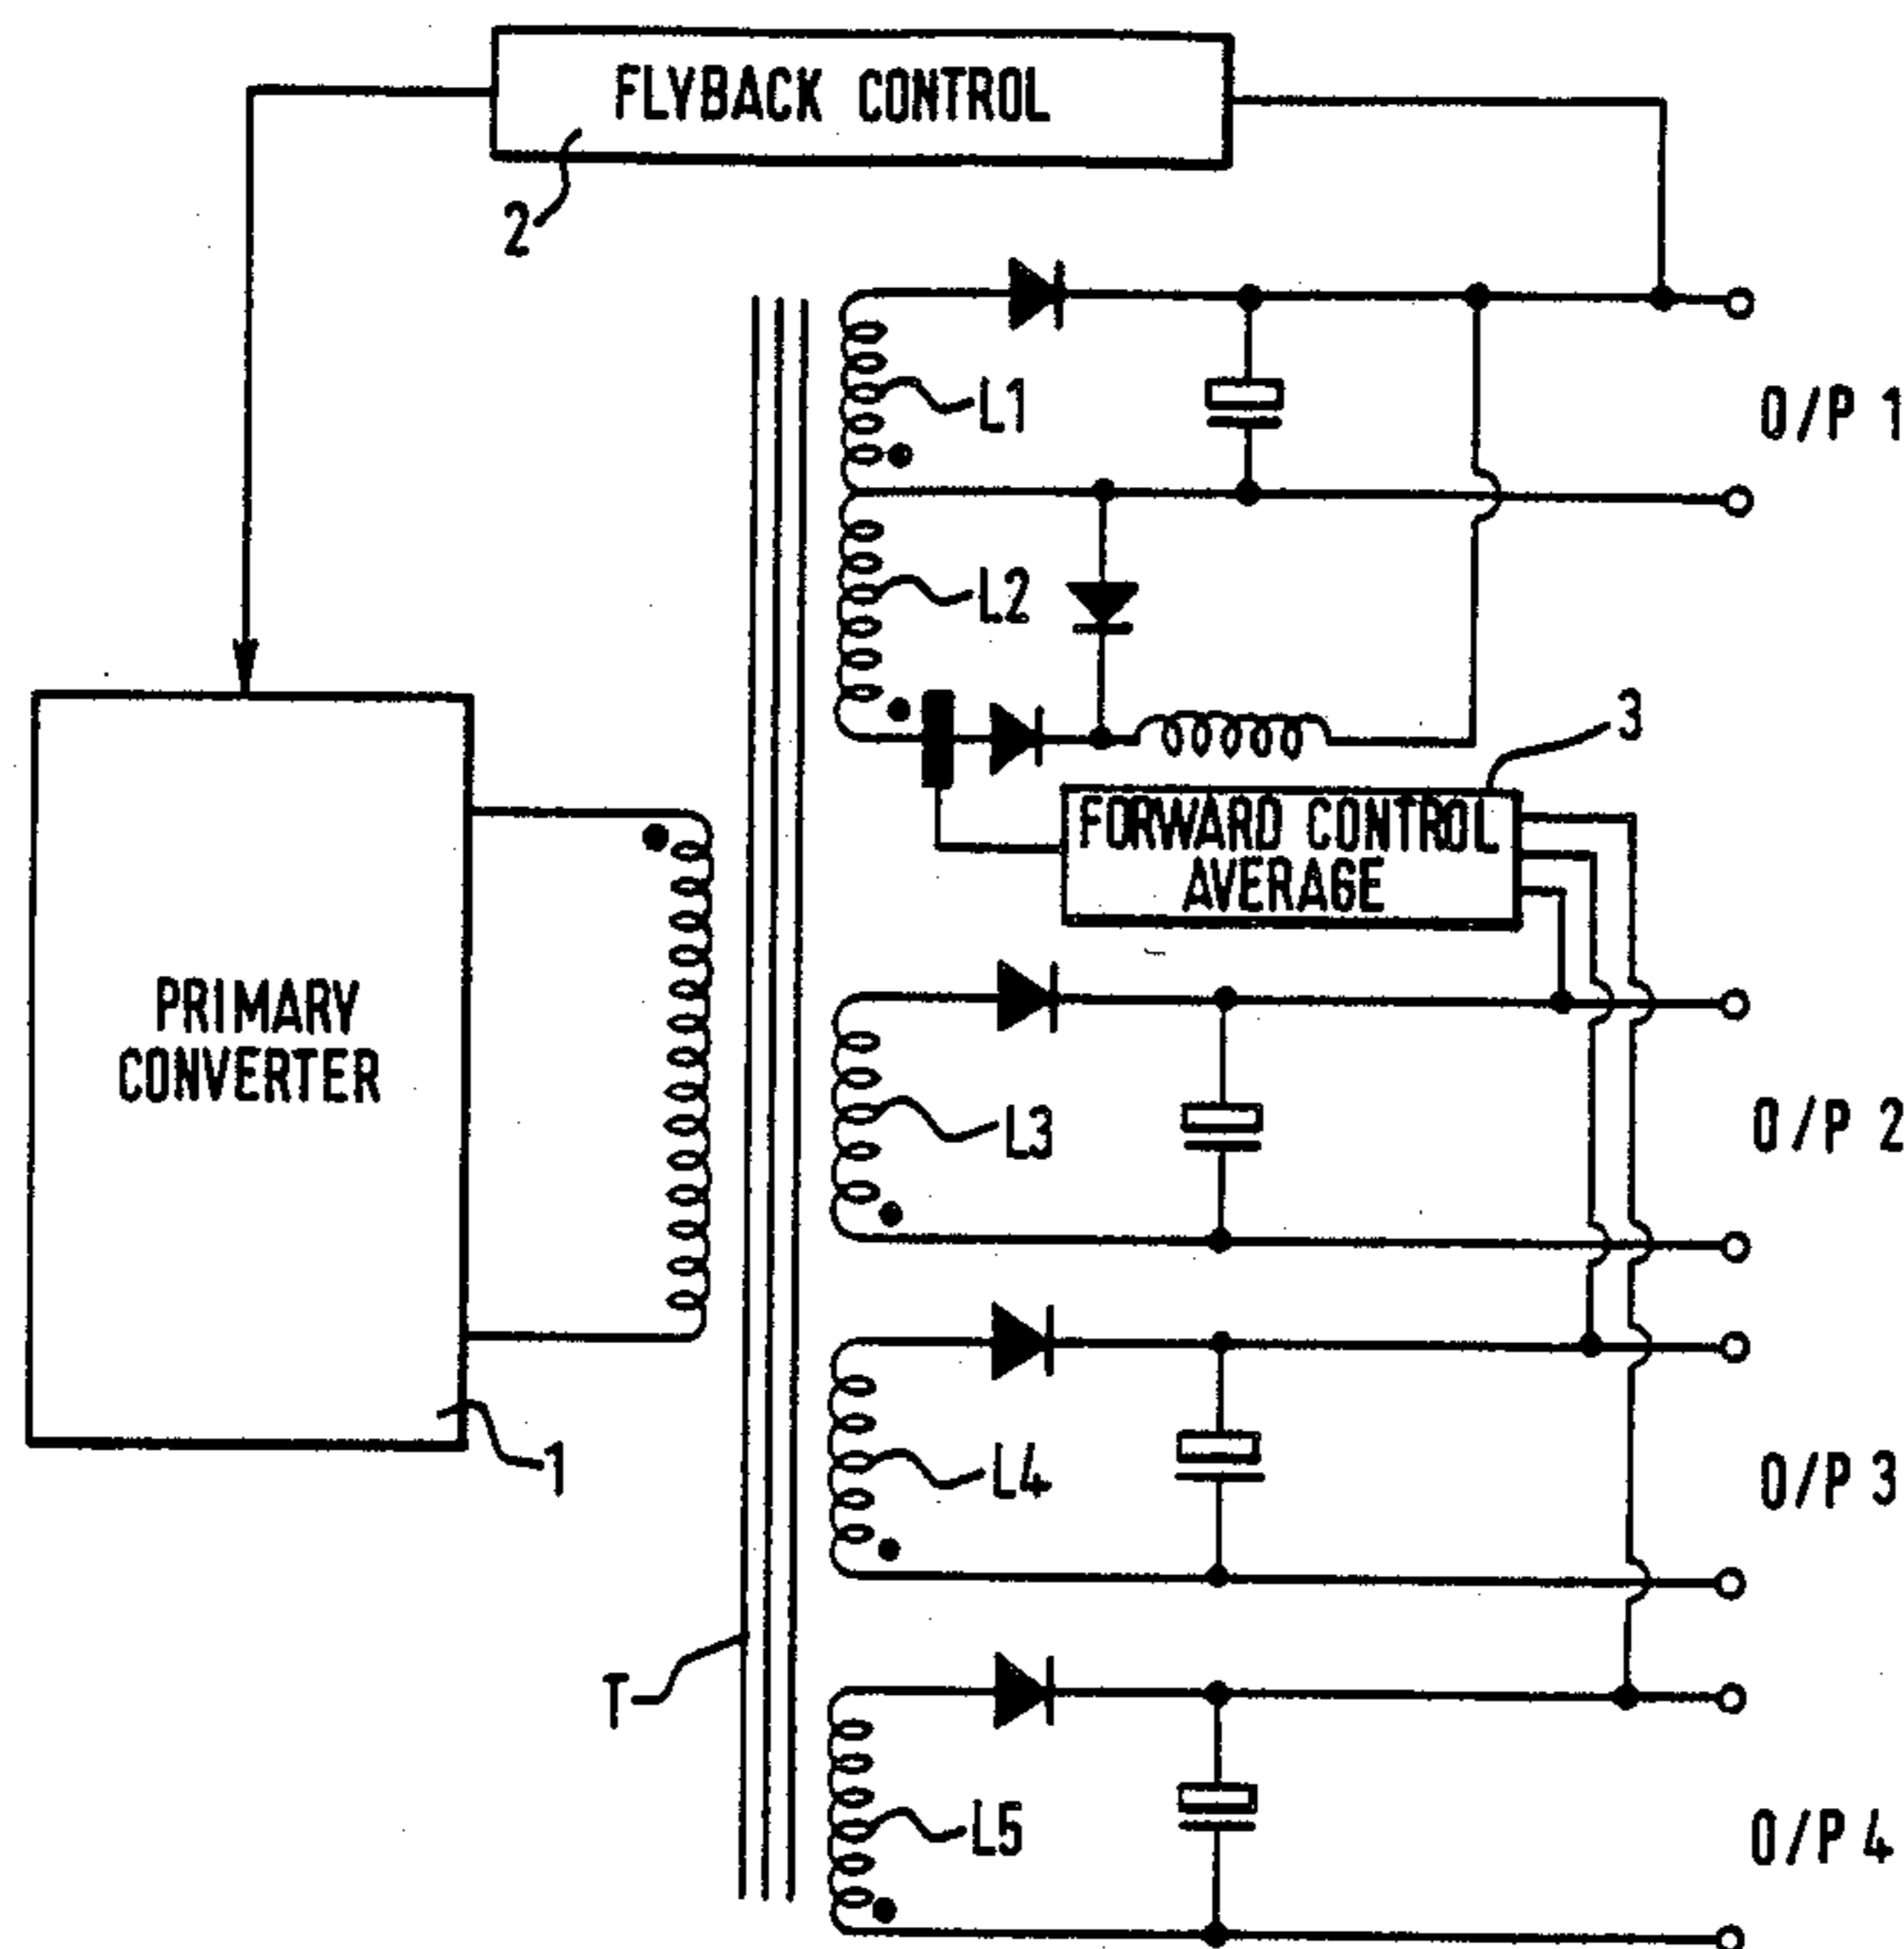 FLYBACK CONTROL
2
L1
O/P 1
L2
3
FORWARD CONTROL
AVERAGE
PRIMARY
CONVERTER
L3
O/P 2
1
L4
O/P 3
T
L5
O/P 4